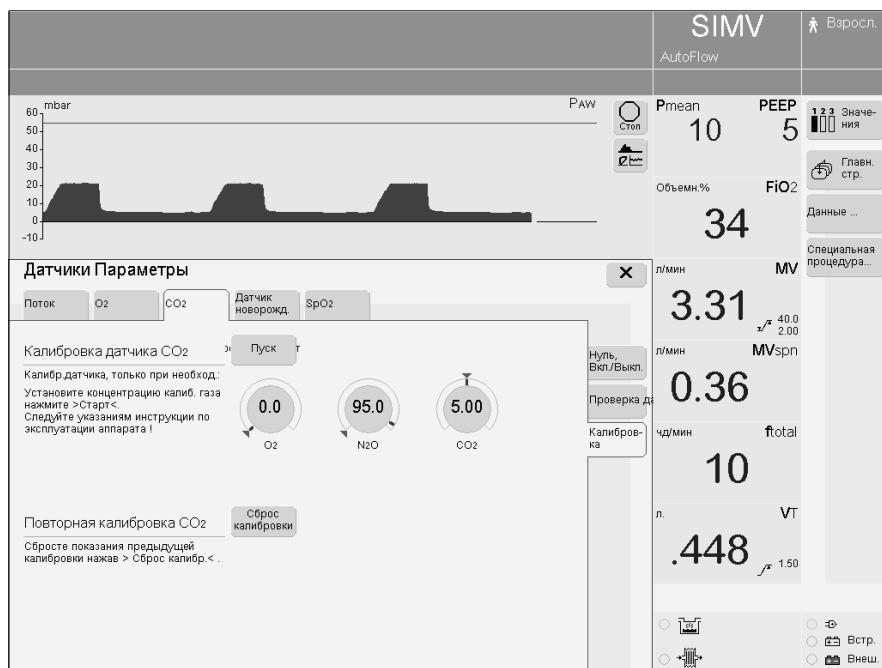 SIMV
AutoFlow
Взросл.
mbar
PAW
60
50
40
30
20
10
0
-10
Стоп
Pmean
PEEP
10
5
Объемн.%
FiO2
34
л/мин
MV
3.31
40.0
2.00
л/мин
MVspn
0.36
чд/мин
ftotal
10
л.
VT
.448
1.50
1 2 3 Значе-
ния
Главн.
стр.
Данные ...
Специальная
процедура...
Датчики Параметры
X
Поток
O2
CO2
Датчик
новорожд.
SpO2
Калибровка датчика CO2
Пуск
Калибр.датчика, только при необход.:
Установите концентрацию калиб. газа
нажмите >Старт<.
Следуйте указаниям инструкции по
эксплуатации аппарата !
0.0
95.0
5.00
O2
N2O
CO2
Нуль,
Вкл./Выкл.
Проверка да
Калибров-
ка
Повторная калибровка CO2
Сброс
калибровки
Сбросте показания предыдущей
калибровки нажав > Сброс калибр.< .
Встр.
Внеш.